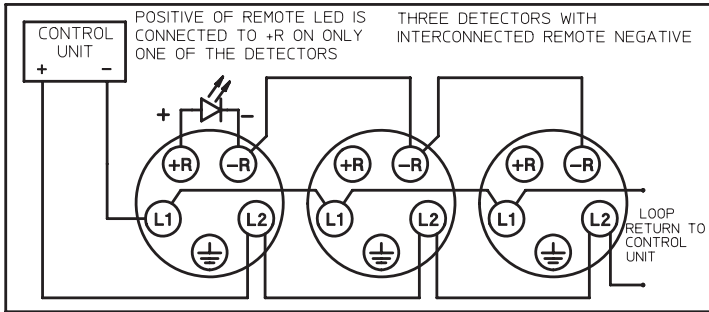 CONTROL
UNIT
+ −
POSITIVE OF REMOTE LED IS
CONNECTED TO +R ON ONLY
ONE OF THE DETECTORS
THREE DETECTORS WITH
INTERCONNECTED REMOTE NEGATIVE
+ −
+R −R +R −R +R −R
L1 L2 L1 L2 L1 L2
LOOP
RETURN TO
CONTROL
UNIT